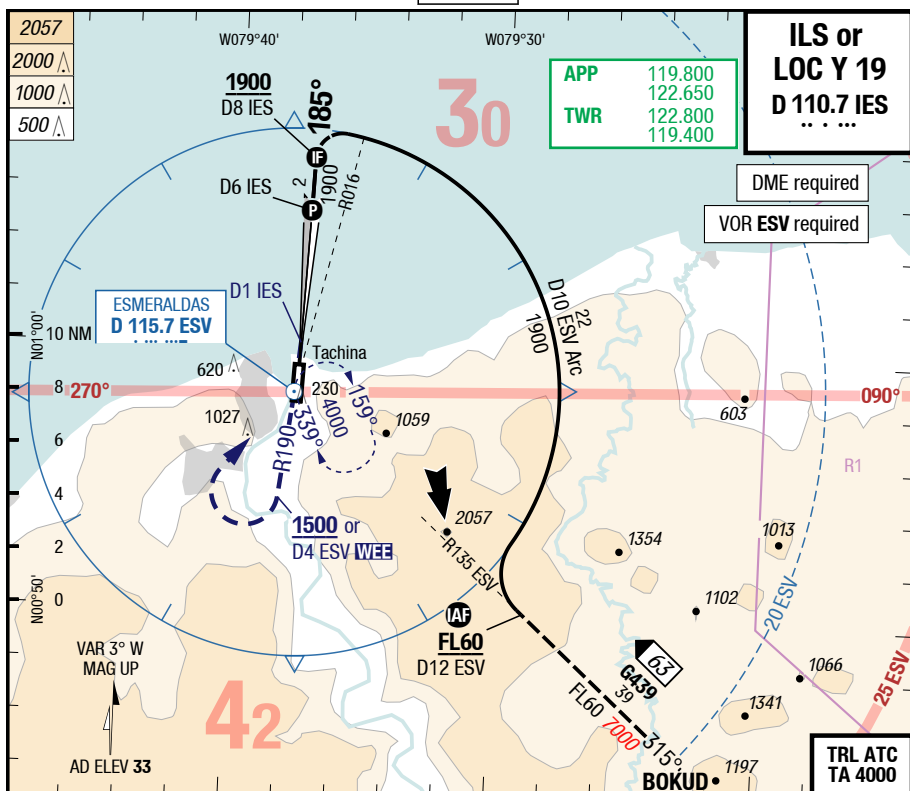 2057
2000
1000
500
W079°40'
W079°30'
ILS or
LOC Y 19
D 110.7 IES
APP 119.800
122.650
TWR 122.800
119.400
DME required
VOR ESV required
1900
D8 IES
185°
30
IF
D6 IES
2
1900
R016
P
D1 IES
ESMERALDAS
D 115.7 ESV
N01°00'
10 NM
8
6
4
2
0
N00°50'
D10 ESV Arc
22
1900
Tachina
620
230
270°
090°
1027
339°
4000
159°
1059
603
R190
R1
1500 or
D4 ESV WEE
2057
R135 ESV
1354
1013
1102
20 ESV
IAF
FL60
D12 ESV
VAR 3° W
MAG UP
63
G439
39
FL60 7000
315°
1066
1341
25 ESV
42
AD ELEV 33
BOKUD
1197
TRL ATC
TA 4000